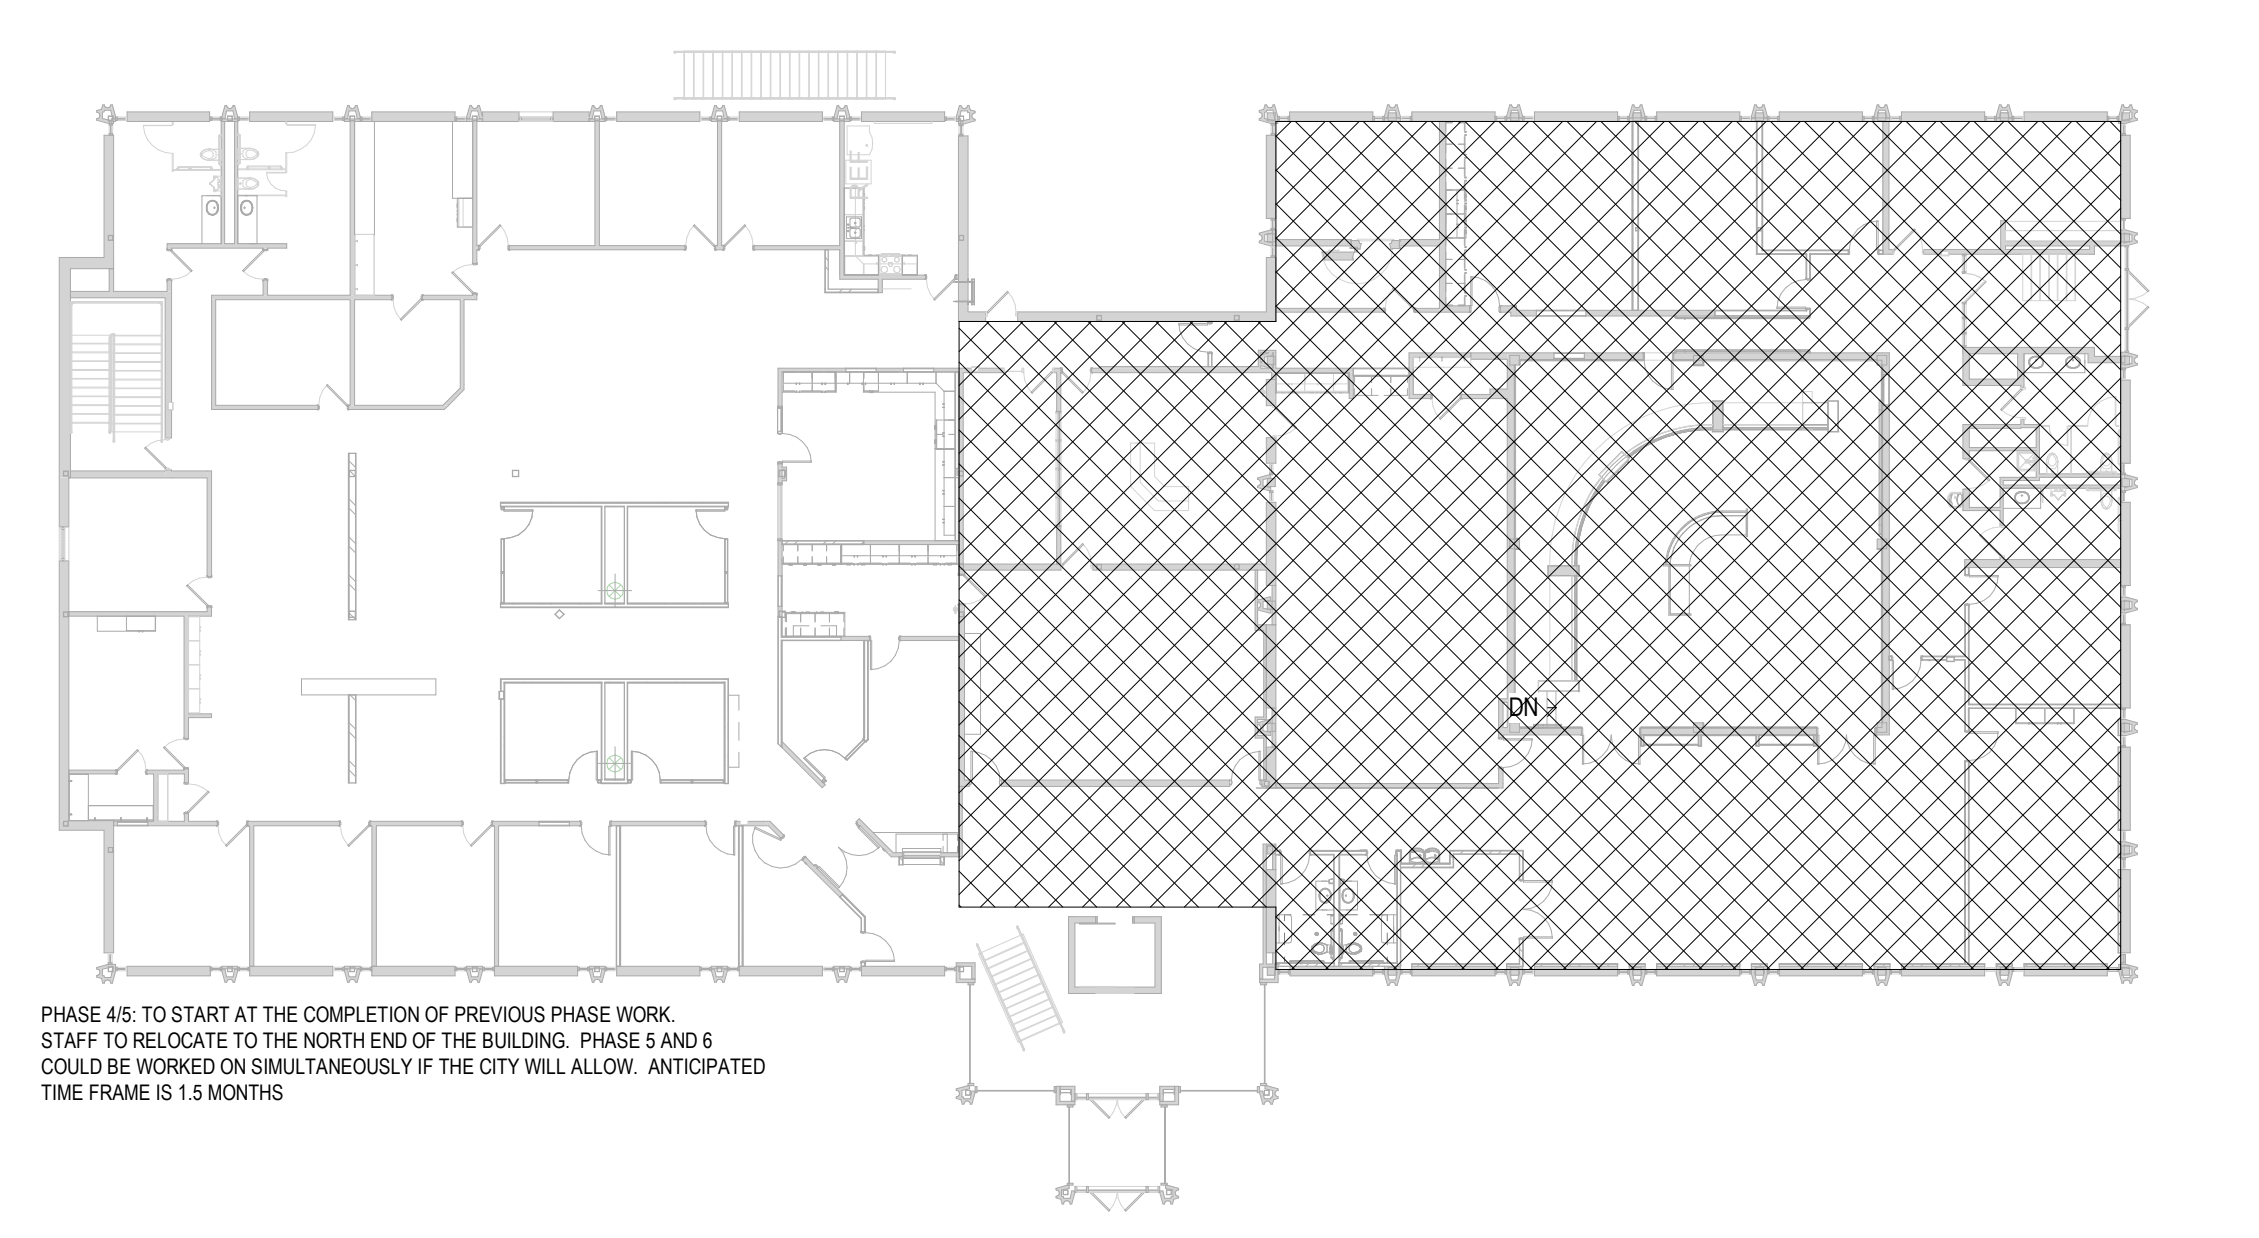 DN
PHASE 4/5: TO START AT THE COMPLETION OF PREVIOUS PHASE WORK.
STAFF TO RELOCATE TO THE NORTH END OF THE BUILDING.  PHASE 5 AND 6
COULD BE WORKED ON SIMULTANEOUSLY IF THE CITY WILL ALLOW.  ANTICIPATED
TIME FRAME IS 1.5 MONTHS